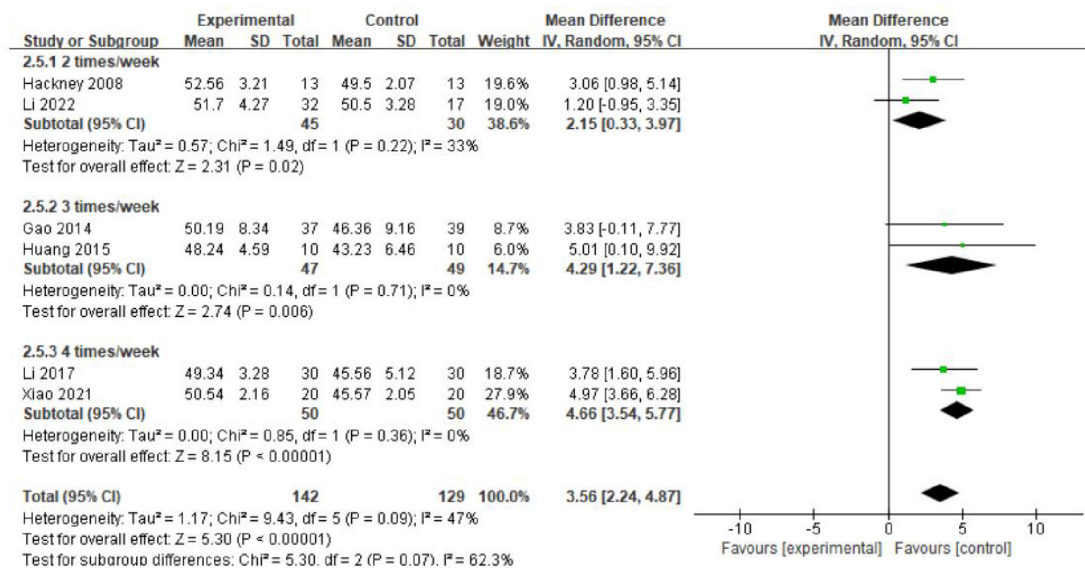 Experimental Control Mean Difference Mean Difference
Study or Subgroup Mean SD Total Mean SD Total Weight IV, Random, 95% CI IV, Random, 95% CI
2.5.1 2 times/week
Hackney 2008 52.56 3.21 13 49.5 2.07 13 19.6% 3.06 [0.98, 5.14]
Li 2022 51.7 4.27 32 50.5 3.28 17 19.0% 1.20 [-0.95, 3.35]
Subtotal (95% CI) 45 30 38.6% 2.15 [0.33, 3.97]
Heterogeneity: Tau² = 0.57; Chi² = 1.49, df = 1 (P = 0.22); I² = 33%
Test for overall effect: Z = 2.31 (P = 0.02)
2.5.2 3 times/week
Gao 2014 50.19 8.34 37 46.36 9.16 39 8.7% 3.83 [-0.11, 7.77]
Huang 2015 48.24 4.59 10 43.23 6.46 10 6.0% 5.01 [0.10, 9.92]
Subtotal (95% CI) 47 49 14.7% 4.29 [1.22, 7.36]
Heterogeneity: Tau² = 0.00; Chi² = 0.14, df = 1 (P = 0.71); I² = 0%
Test for overall effect: Z = 2.74 (P = 0.006)
2.5.3 4 times/week
Li 2017 49.34 3.28 30 45.56 5.12 30 18.7% 3.78 [1.60, 5.96]
Xiao 2021 50.54 2.16 20 45.57 2.05 20 27.9% 4.97 [3.66, 6.28]
Subtotal (95% CI) 50 50 46.7% 4.66 [3.54, 5.77]
Heterogeneity: Tau² = 0.00; Chi² = 0.85, df = 1 (P = 0.36); I² = 0%
Test for overall effect: Z = 8.15 (P < 0.00001)
Total (95% CI) 142 129 100.0% 3.56 [2.24, 4.87]
Heterogeneity: Tau² = 1.17; Chi² = 9.43, df = 5 (P = 0.09); I² = 47%
Test for overall effect: Z = 5.30 (P < 0.00001)
Test for subgroup differences: Chi² = 5.30, df = 2 (P = 0.07), I² = 62.3%
-10 -5 0 5 10
Favours [experimental] Favours [control]